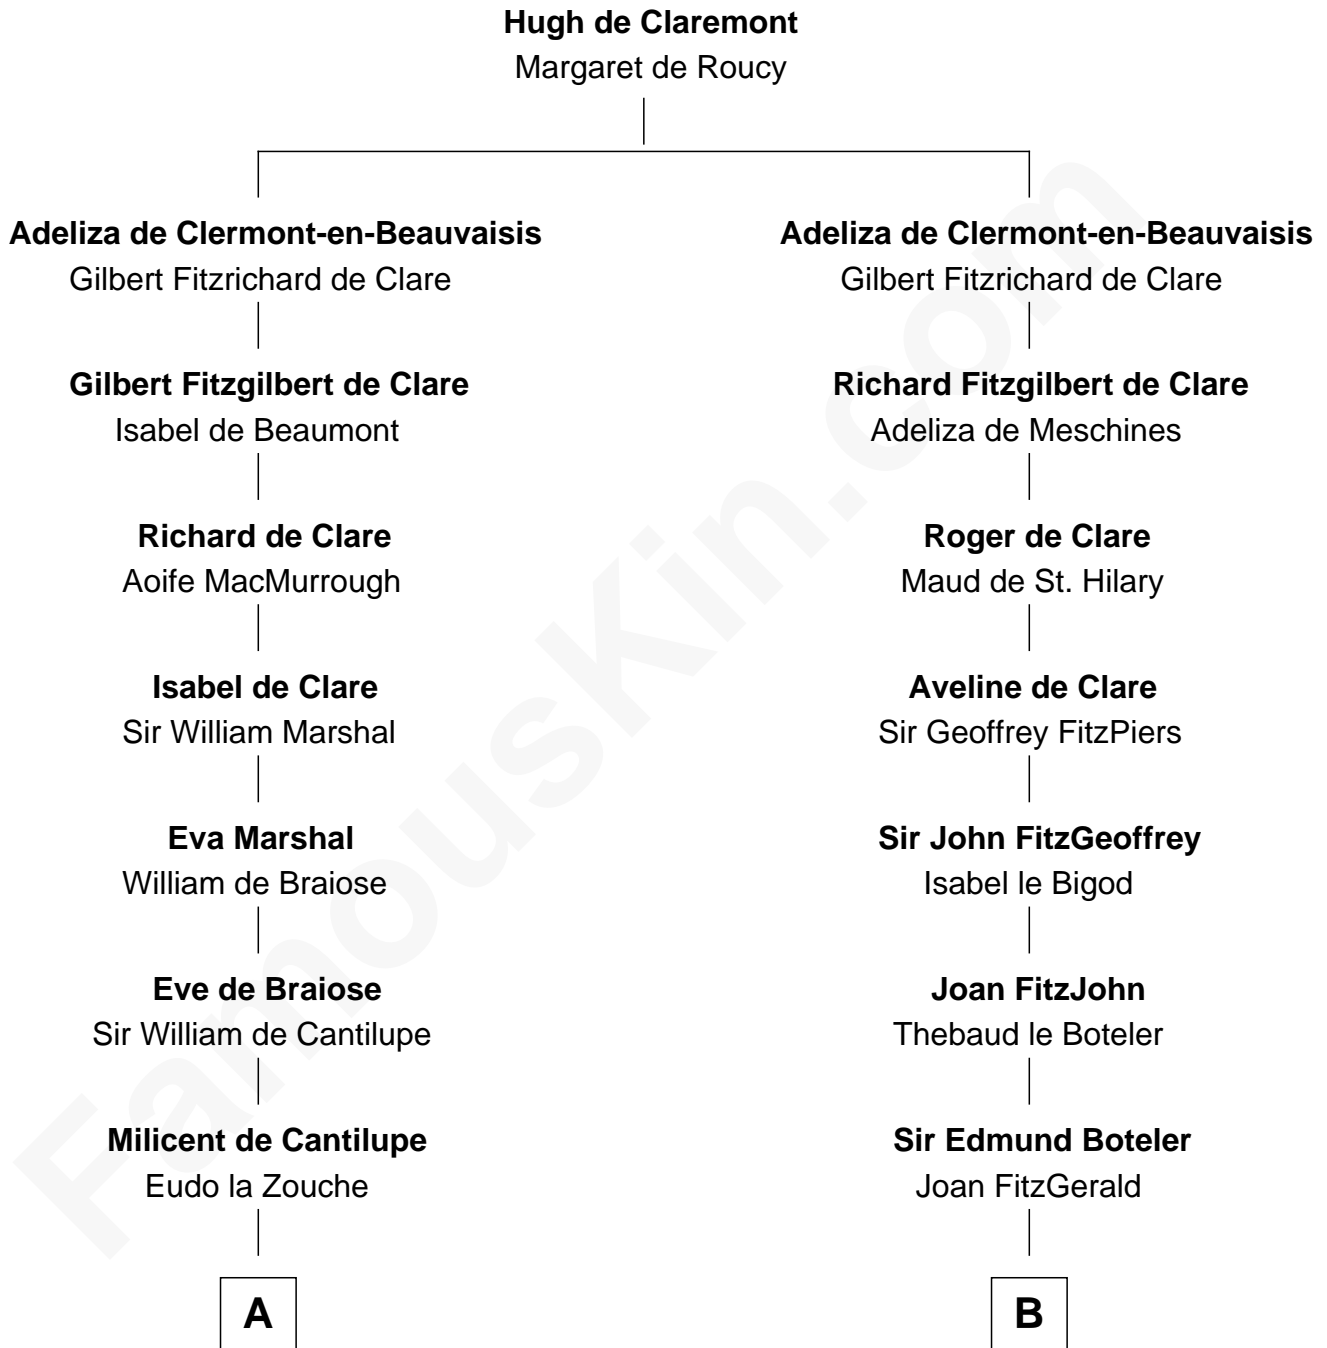 Hugh de Claremont
Margaret de Roucy
Adeliza de Clermont-en-Beauvaisis
Gilbert Fitzrichard de Clare
Gilbert Fitzgilbert de Clare
Isabel de Beaumont
Richard de Clare
Aoife MacMurrough
Isabel de Clare
Sir William Marshal
Eva Marshal
William de Braiose
Eve de Braiose
Sir William de Cantilupe
Milicent de Cantilupe
Eudo la Zouche
A
Adeliza de Clermont-en-Beauvaisis
Gilbert Fitzrichard de Clare
Richard Fitzgilbert de Clare
Adeliza de Meschines
Roger de Clare
Maud de St. Hilary
Aveline de Clare
Sir Geoffrey FitzPiers
Sir John FitzGeoffrey
Isabel le Bigod
Joan FitzJohn
Thebaud le Boteler
Sir Edmund Boteler
Joan FitzGerald
B
FamousKin.com